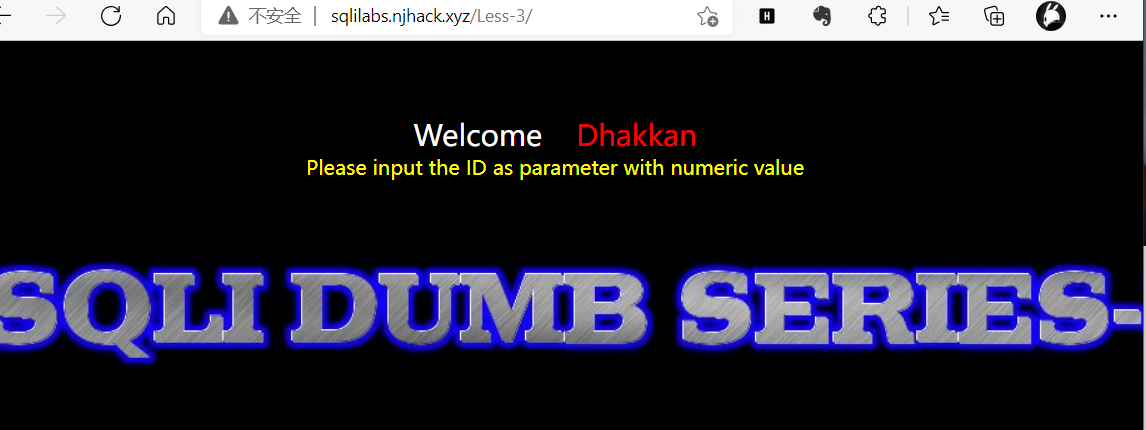 不安全 sqlilabs.njhack.xyz/Less-3/
H
Welcome Dhakkan
Please input the ID as parameter with numeric value
SQLI DUMB SERIES-